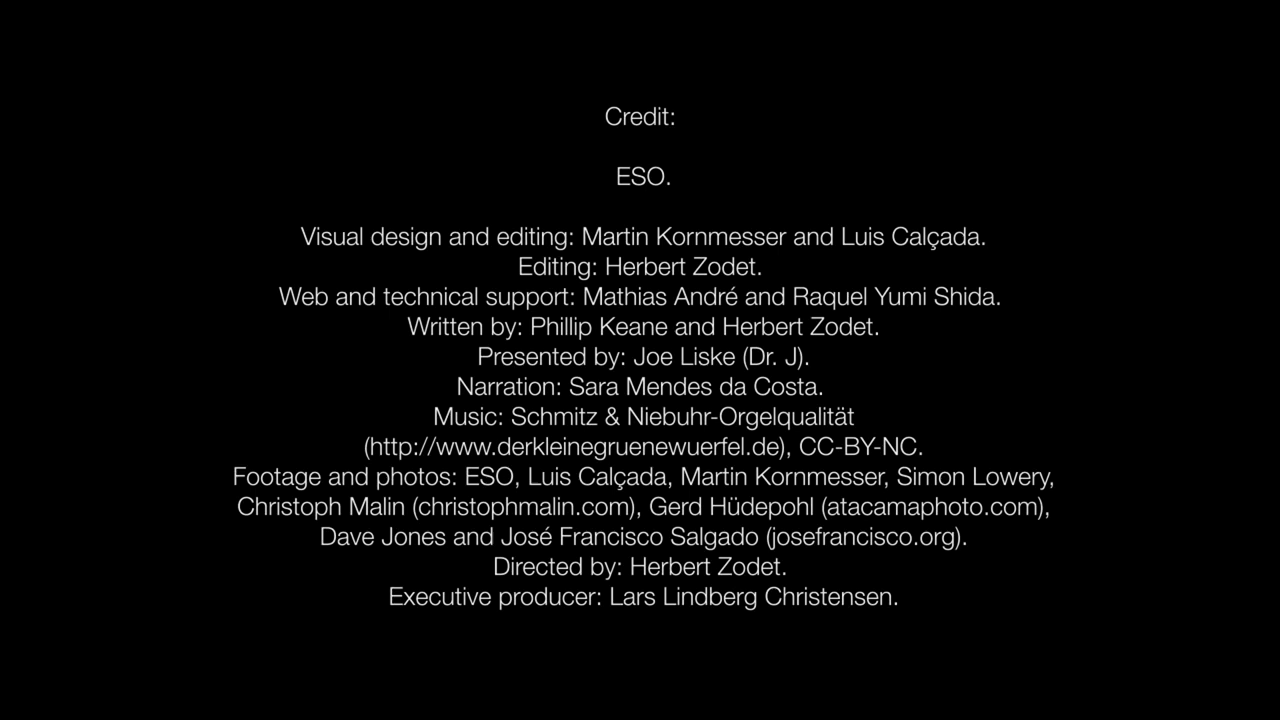 Credit:
ESO.
Visual design and editing: Martin Kornmesser and Luis Calçada.
Editing: Herbert Zodet.
Web and technical support: Mathias André and Raquel Yumi Shida.
Written by: Phillip Keane and Herbert Zodet.
Presented by: Joe Liske (Dr. J).
Narration: Sara Mendes da Costa.
Music: Schmitz & Niebuhr-Orgelqualität
(http://www.derkleinegruenewuerfel.de), CC-BY-NC.
Footage and photos: ESO, Luis Calçada, Martin Kornmesser, Simon Lowery,
Christoph Malin (christophmalin.com), Gerd Hüdepohl (atacamaphoto.com),
Dave Jones and José Francisco Salgado (josefrancisco.org).
Directed by: Herbert Zodet.
Executive producer: Lars Lindberg Christensen.